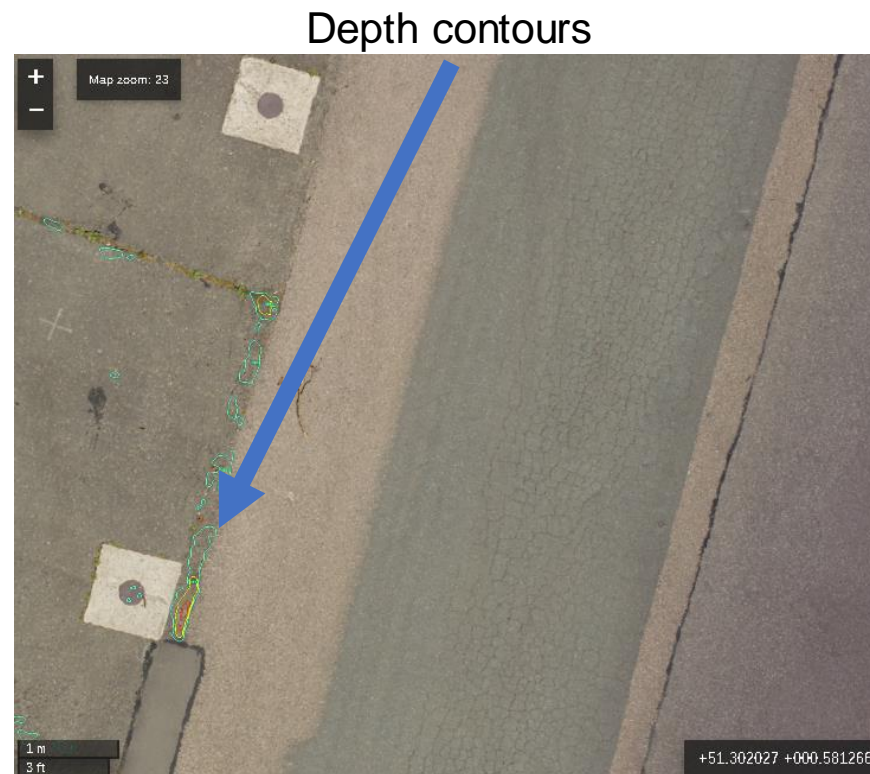 Depth contours
+
Map zoom: 23
−
1 m
3 ft
+51.302027 +000.581266